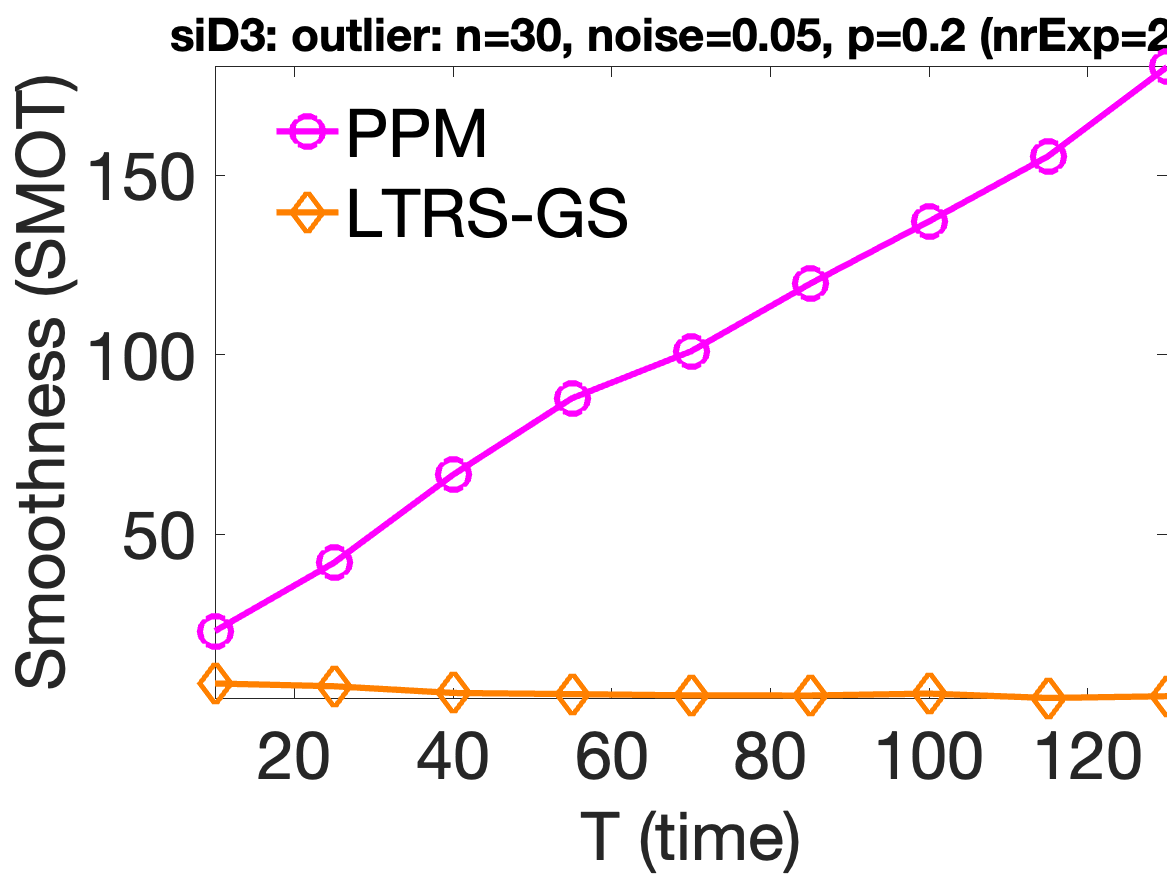 siD3: outlier: n=30, noise=0.05, p=0.2 (nrExp=2
PPM
LTRS-GS
Smoothness (SMOT)
150
100
50
20 40 60 80 100 120
T (time)